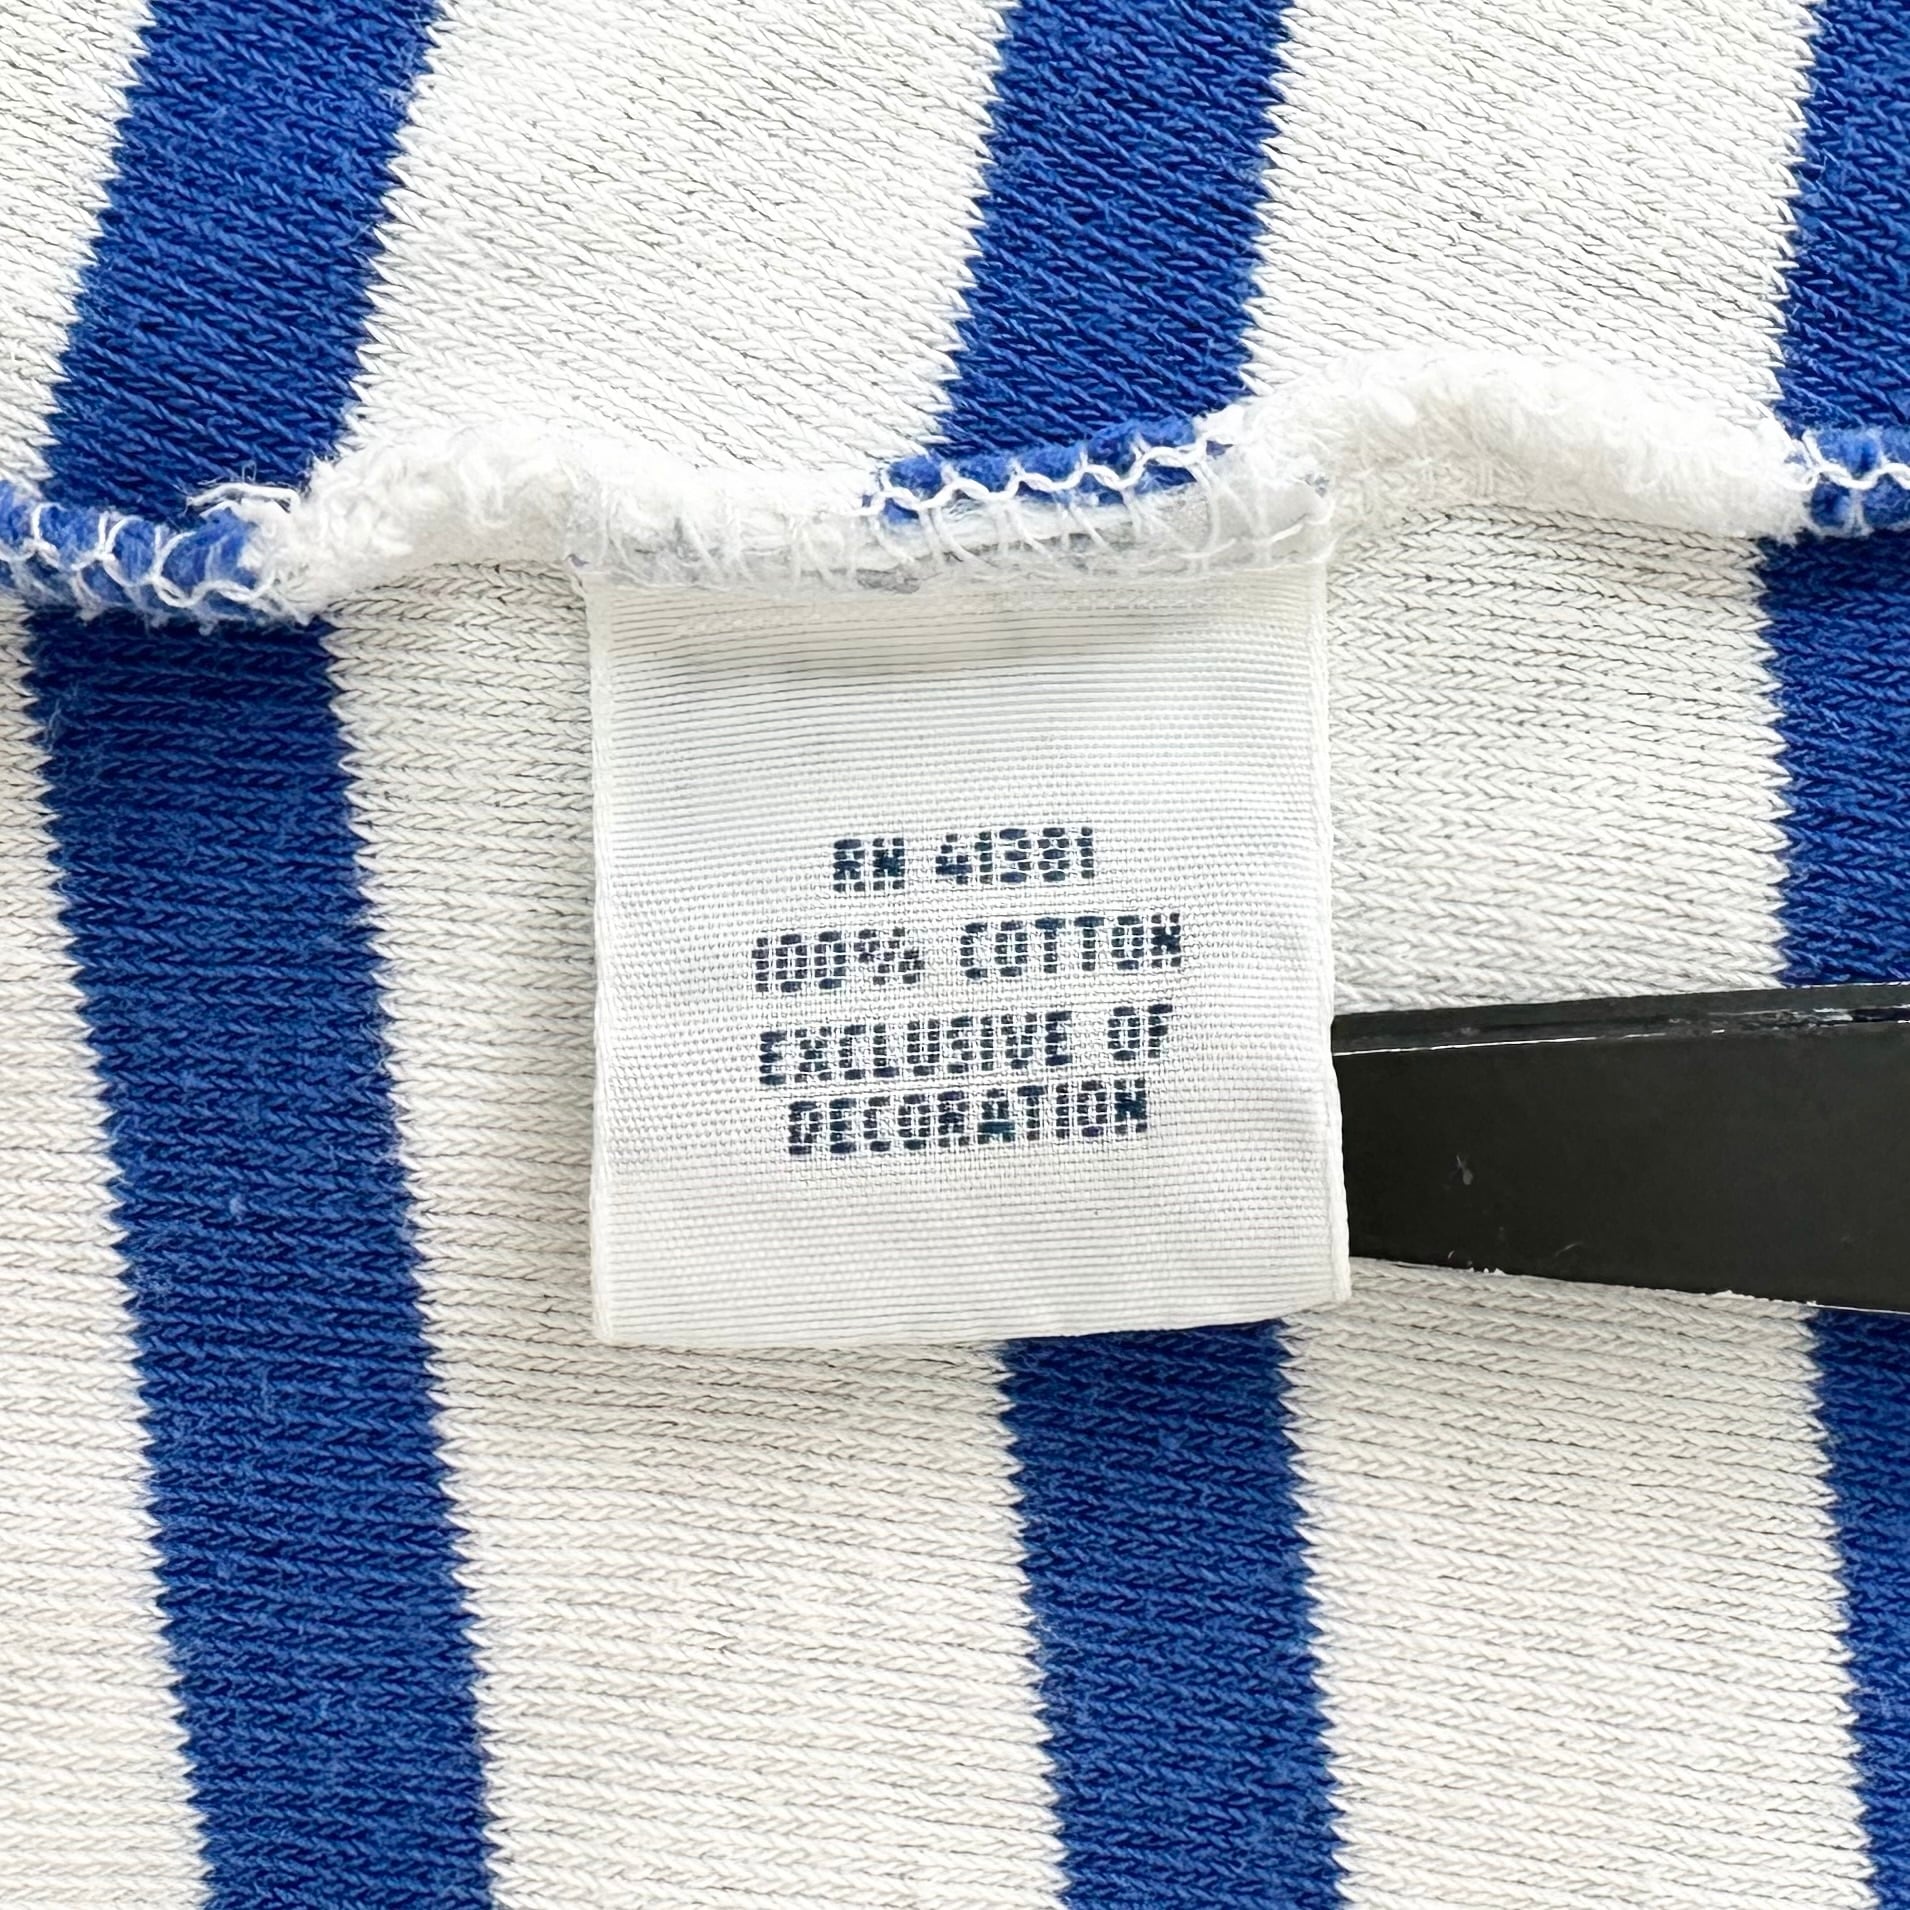 RN 41381
100% COTTON
EXCLUSIVE OF
DECORATION